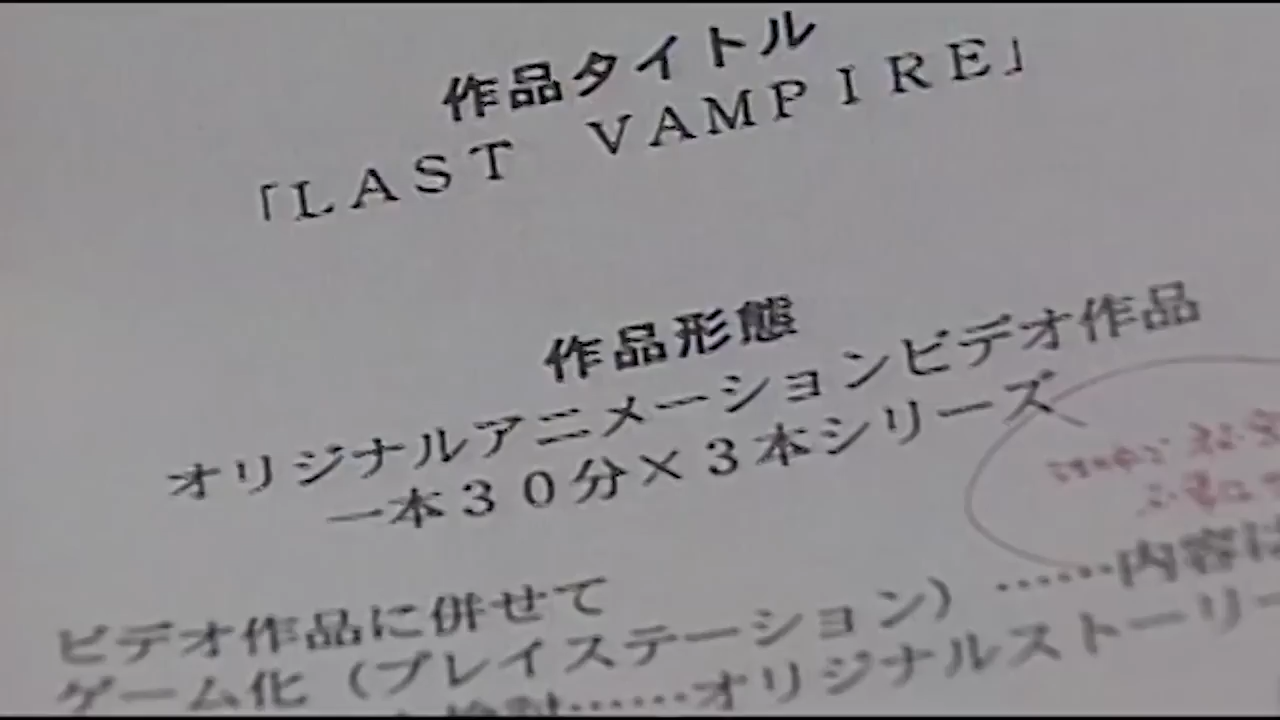 作品タイトル
「LAST VAMPIRE」
作品形態
オリジナルアニメーションビデオ作品
一本30分×3本シリーズ
ビデオ作品に併せて
ゲーム化(プレイステーション)……内容は
検討……オリジナルストーリー